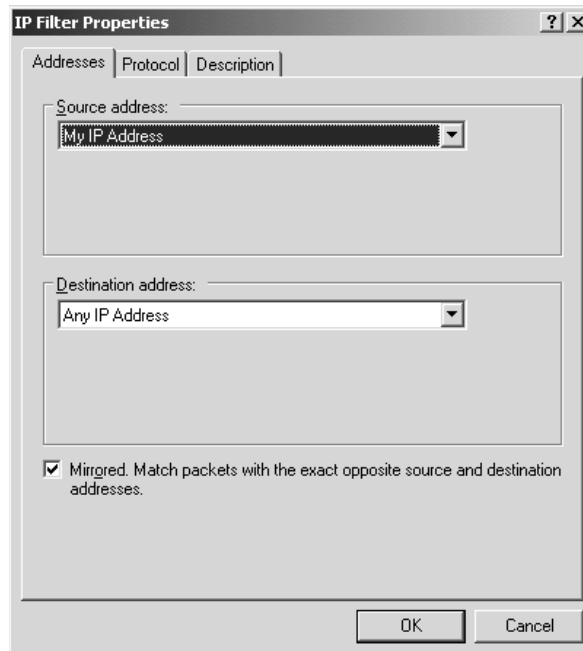 IP Filter Properties
Addresses Protocol Description
Source address:
My IP Address
Destination address:
Any IP Address
Mirrored. Match packets with the exact opposite source and destination
addresses.
OK Cancel